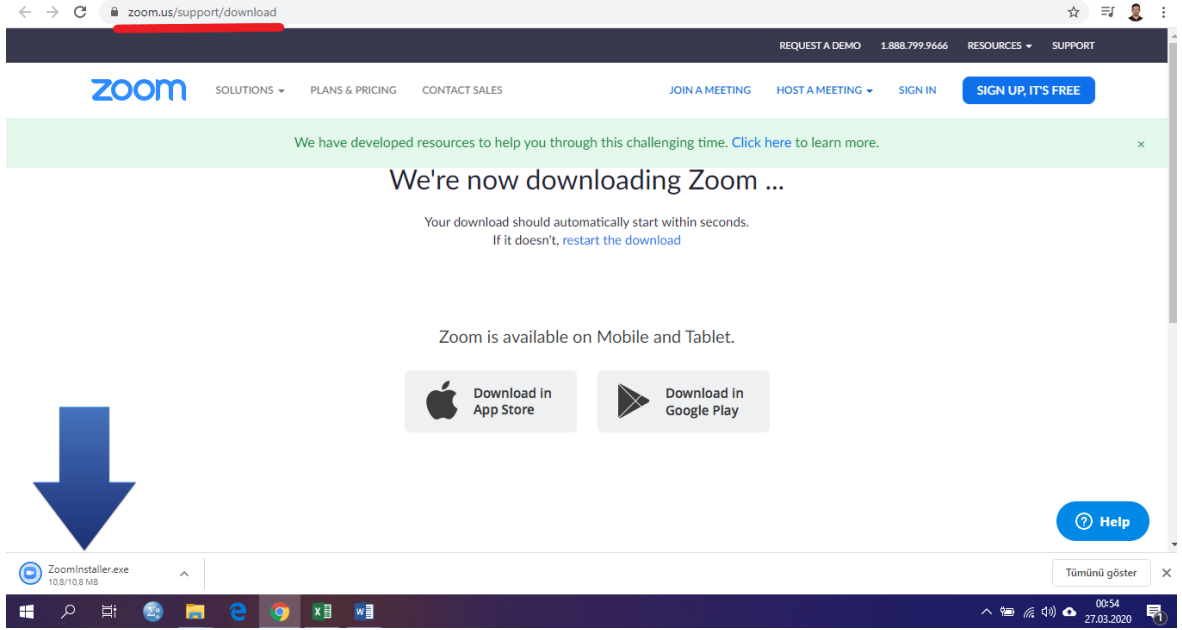 zoom.us/support/download
REQUEST A DEMO 1.888.799.9666 RESOURCES SUPPORT
zoom SOLUTIONS PLANS & PRICING CONTACT SALES JOIN A MEETING HOST A MEETING SIGN IN SIGN UP, IT'S FREE
We have developed resources to help you through this challenging time. Click here to learn more. ×
We're now downloading Zoom ...
Your download should automatically start within seconds.
If it doesn't, restart the download
Zoom is available on Mobile and Tablet.
Download in
App Store
Download in
Google Play
? Help
ZoomInstaller.exe
10,8/10,8 MB
Tümünü göster
00:54
27.03.2020
1